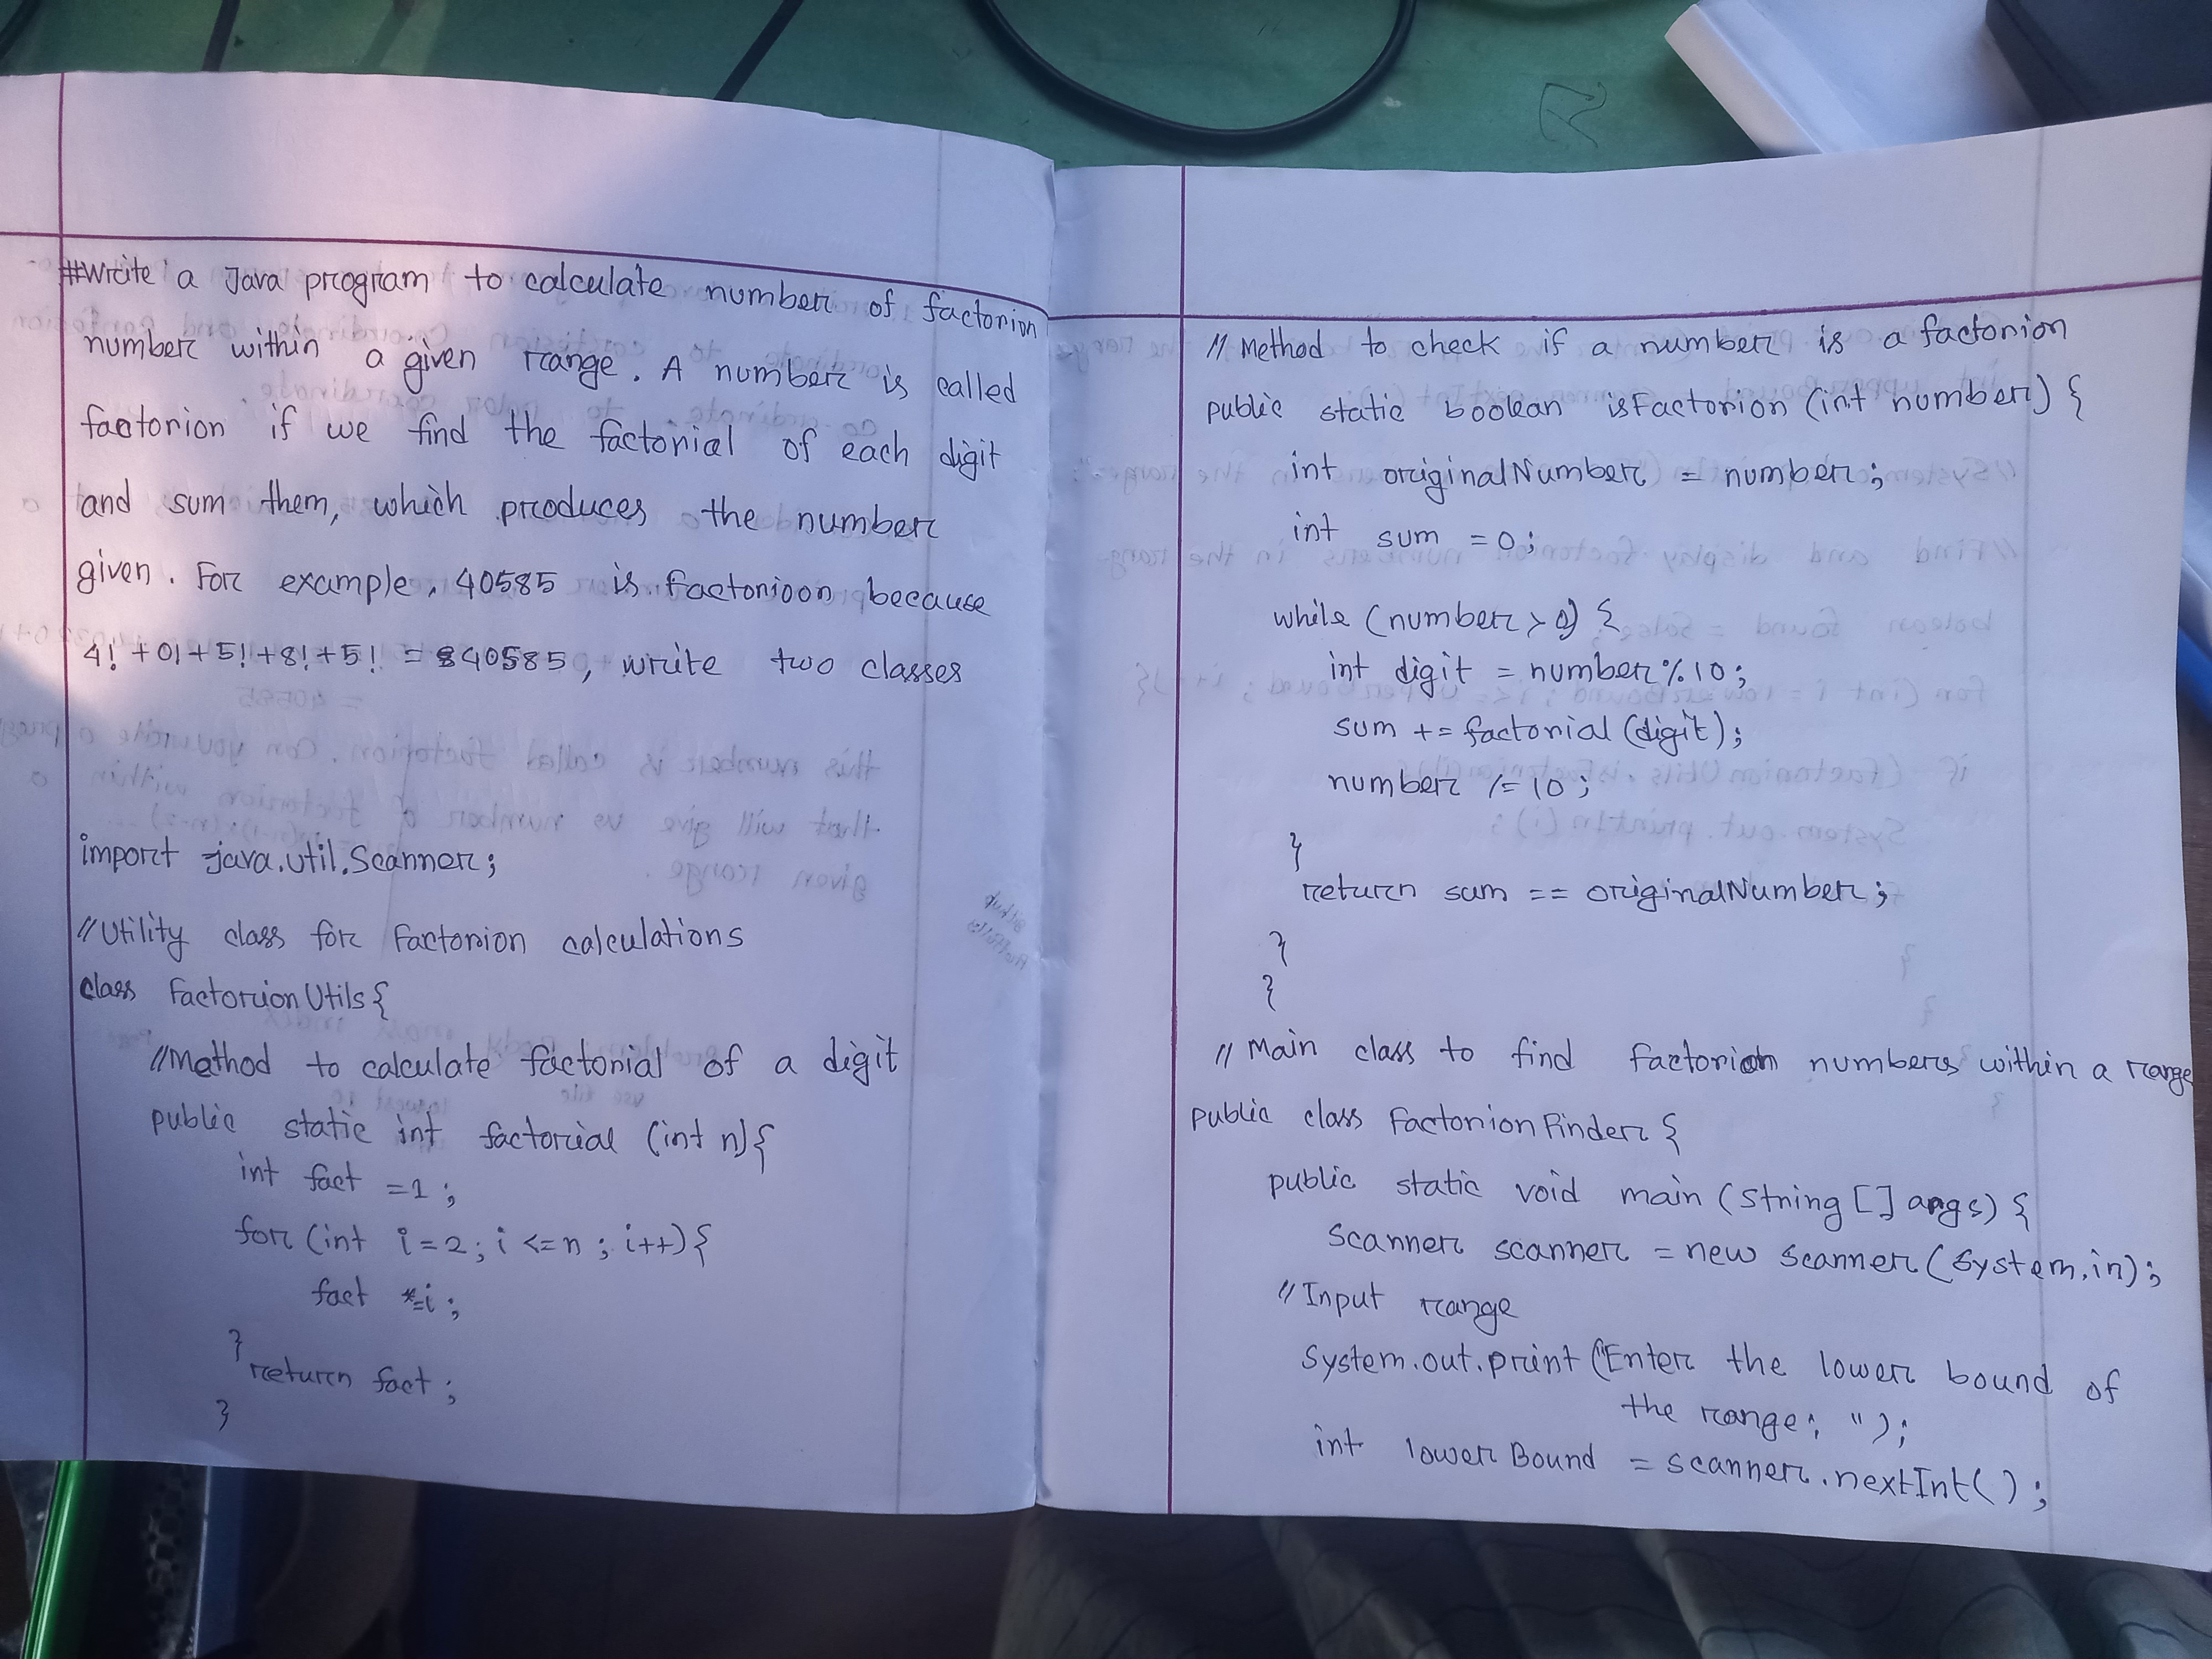 #Write a Java program to calculate number of factorion
number within a given range. A number is called
factorion if we find the factorial of each digit
and sum them, which produces the number
given. For example, 40585 is factorion because
4! + 0! + 5! + 8! + 5! = 40585, write two classes
import java.util.Scanner;
//Utility class for factorion calculations
class FactorionUtils{
//Method to calculate factorial of a digit
public static int factorial (int n){
int fact = 1;
for (int i = 2; i <= n; i++){
fact *= i;
}
return fact;
}
// Method to check if a number is a factorion
public static boolean isFactorion (int number) {
int originalNumber = number;
int sum = 0;
while (number > 0) {
int digit = number % 10;
sum += factorial (digit);
number /= 10;
}
return sum == originalNumber;
}
}
// Main class to find factorion numbers within a range
public class FactorionFinder {
public static void main (String [] args) {
Scanner scanner = new Scanner (System.in);
//Input range
System.out.print ("Enter the lower bound of
the range: ");
int lowerBound = scanner.nextInt( );